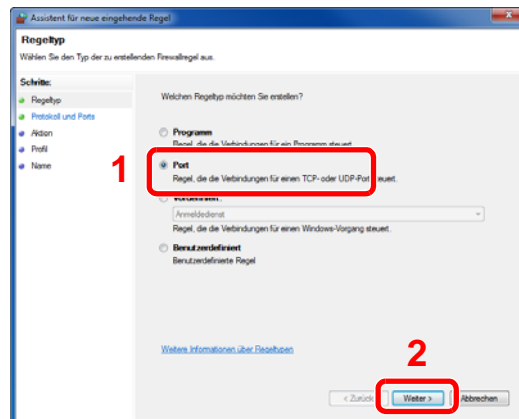 Assistent für neue eingehende Regel
Regeltyp
Wählen Sie den Typ der zu erstellenden Firewallregel aus.
Schritte:
Regeltyp
Protokoll und Ports
Aktion
Profil
Name
Welchen Regeltyp möchten Sie erstellen?
Programm
Regel, die die Verbindungen für ein Programm steuert.
1
Port
Regel, die die Verbindungen für einen TCP- oder UDP-Port steuert.
Vordefiniert:
Anmeldedienst
Regel, die die Verbindungen für einen Windows-Vorgang steuert.
Benutzerdefiniert
Benutzerdefinierte Regel
Weitere Informationen über Regeltypen
2
< Zurück
Weiter >
Abbrechen